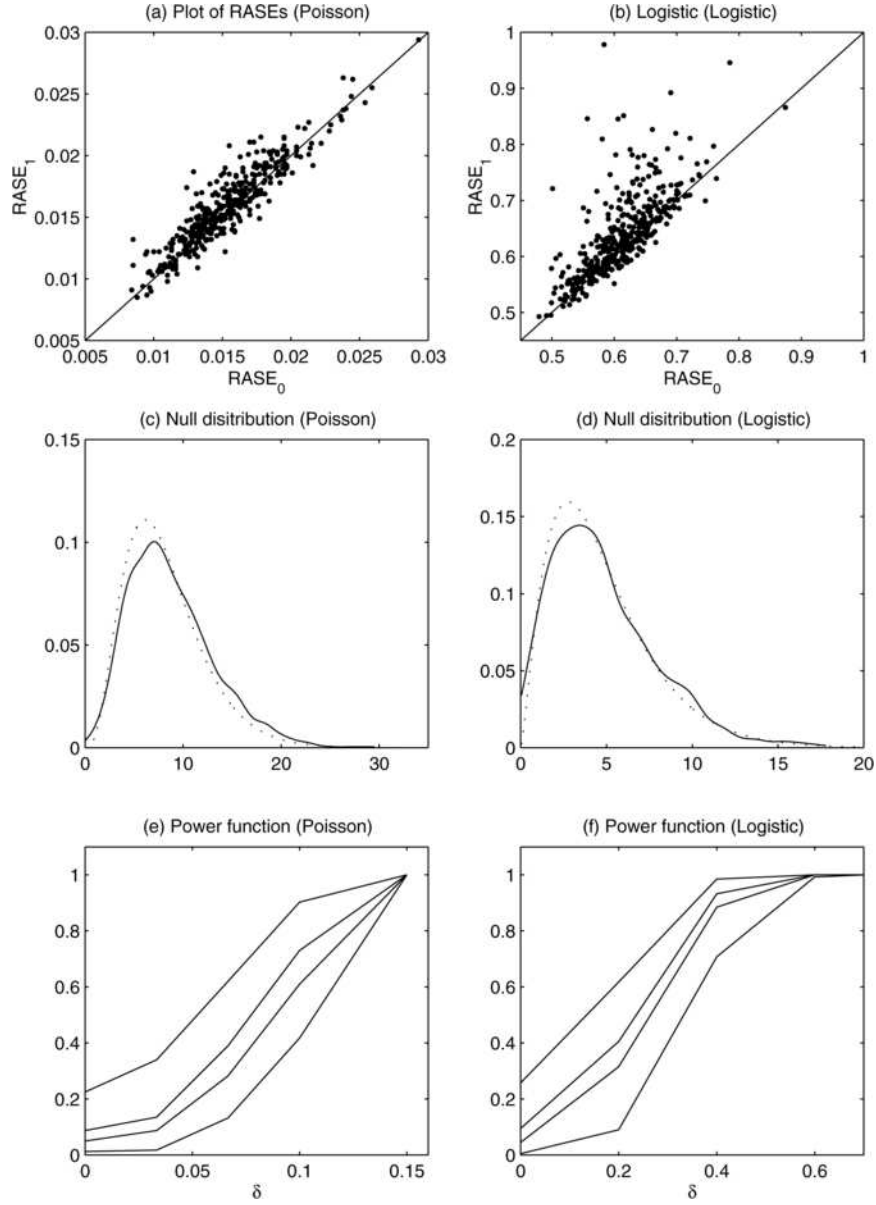 (a) Plot of RASEs (Poisson)
0.03
0.025
0.02
0.015
0.01
0.005
RASE1
0.005 0.01 0.015 0.02 0.025 0.03
RASE0
(b) Logistic (Logistic)
1
0.9
0.8
0.7
0.6
0.5
RASE1
0.5 0.6 0.7 0.8 0.9 1
RASE0
(c) Null disitribution (Poisson)
0.15
0.1
0.05
0
0 10 20 30
(d) Null disitribution (Logistic)
0.2
0.15
0.1
0.05
0
0 5 10 15 20
(e) Power function (Poisson)
1
0.8
0.6
0.4
0.2
0
0 0.05 0.1 0.15
δ
(f) Power function (Logistic)
1
0.8
0.6
0.4
0.2
0
0 0.2 0.4 0.6
δ